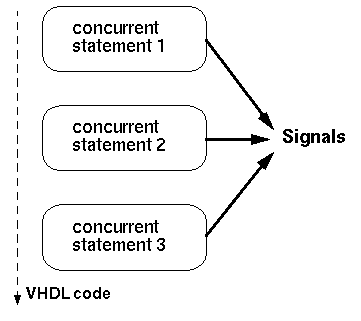 concurrent
statement 1
concurrent
statement 2
Signals
concurrent
statement 3
VHDL code